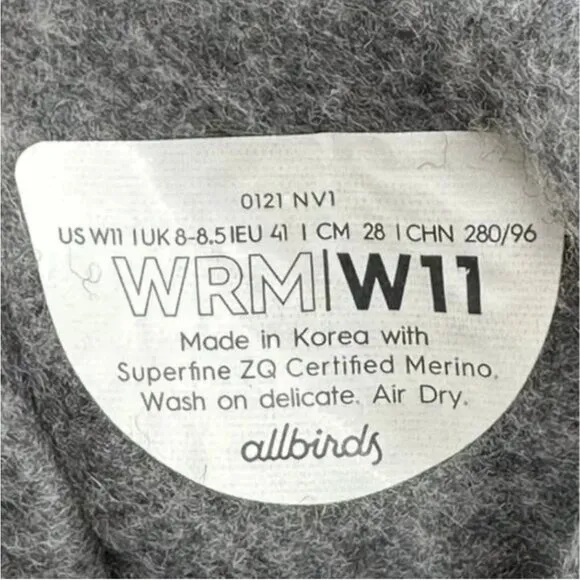 0121 NV1
US W11 | UK 8-8.5 | EU 41 | CM 28 | CHN 280/96
WRM|W11
Made in Korea with
Superfine ZQ Certified Merino.
Wash on delicate. Air Dry.
allbirds